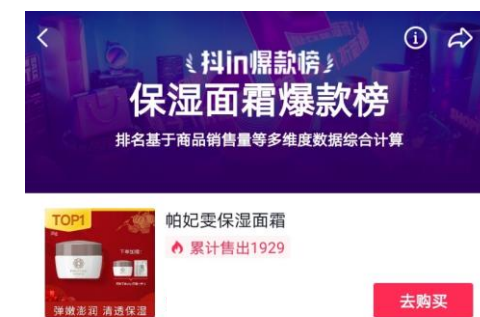 抖in爆款榜
保湿面霜爆款榜
排名基于商品销售量等多维度数据综合计算
TOP1
帕妃雯保湿面霜
累计售出1929
弹嫩澎润 清透保湿
去购买